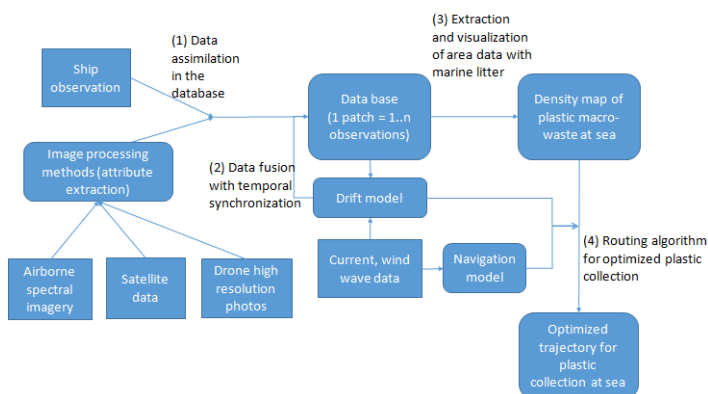 (1) Data
assimilation
in the
database
(3) Extraction
and visualization
of area data with
marine litter
Ship
observation
Data base
(1 patch = 1..n
observations)
Density map of
plastic macro-
waste at sea
Image processing
methods (attribute
extraction)
(2) Data fusion
with temporal
synchronization
Drift model
(4) Routing algorithm
for optimized plastic
collection
Airborne
spectral
imagery
Satellite
data
Drone high
resolution
photos
Current, wind
wave data
Navigation
model
Optimized
trajectory for
plastic
collection at sea